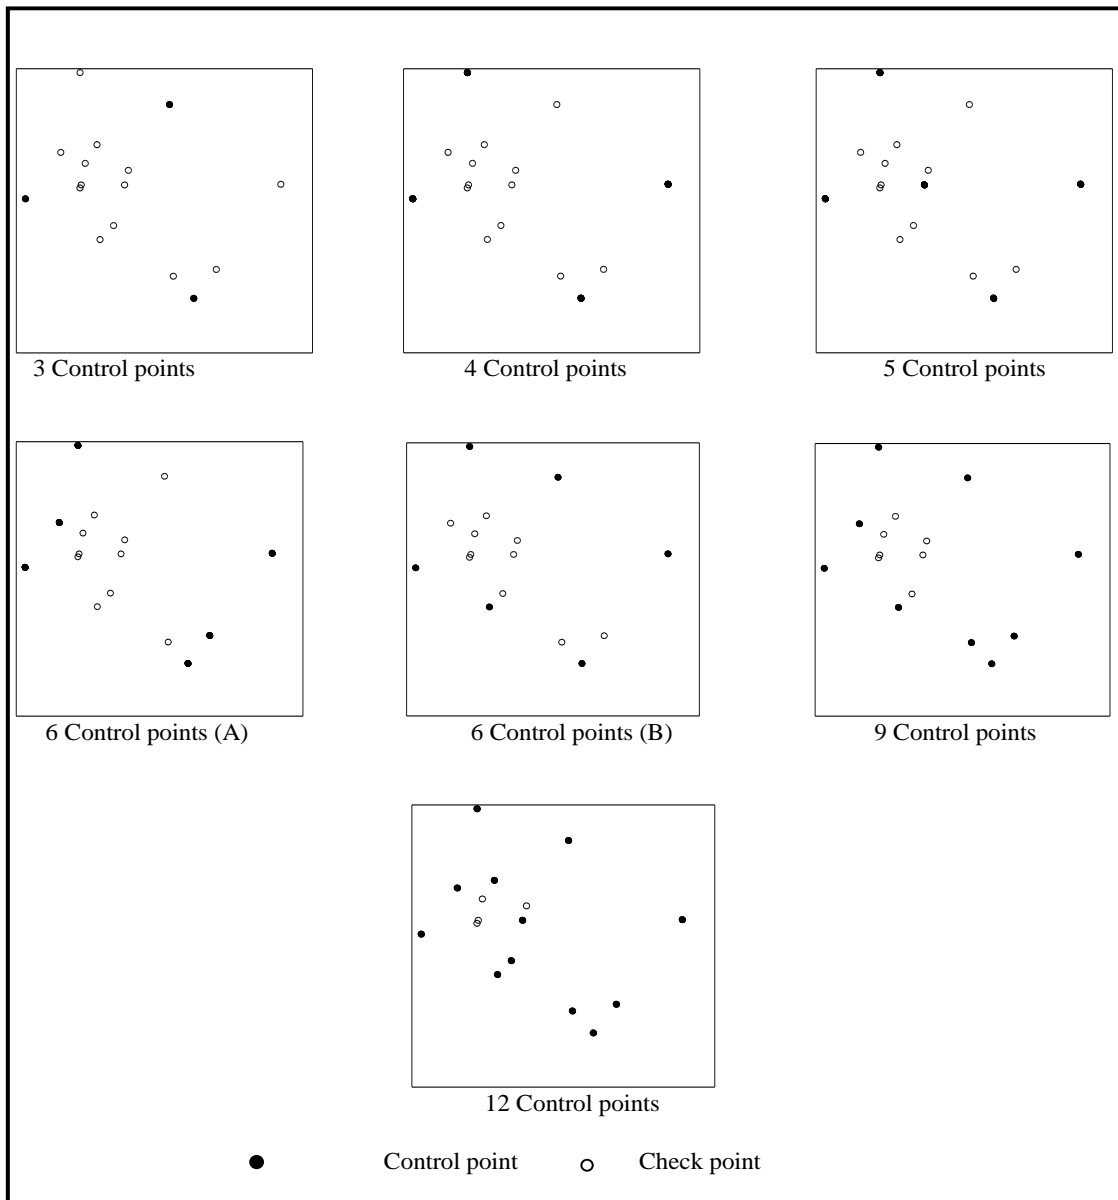 3 Control points
4 Control points
5 Control points
6 Control points (A)
6 Control points (B)
9 Control points
12 Control points
Control point
Check point